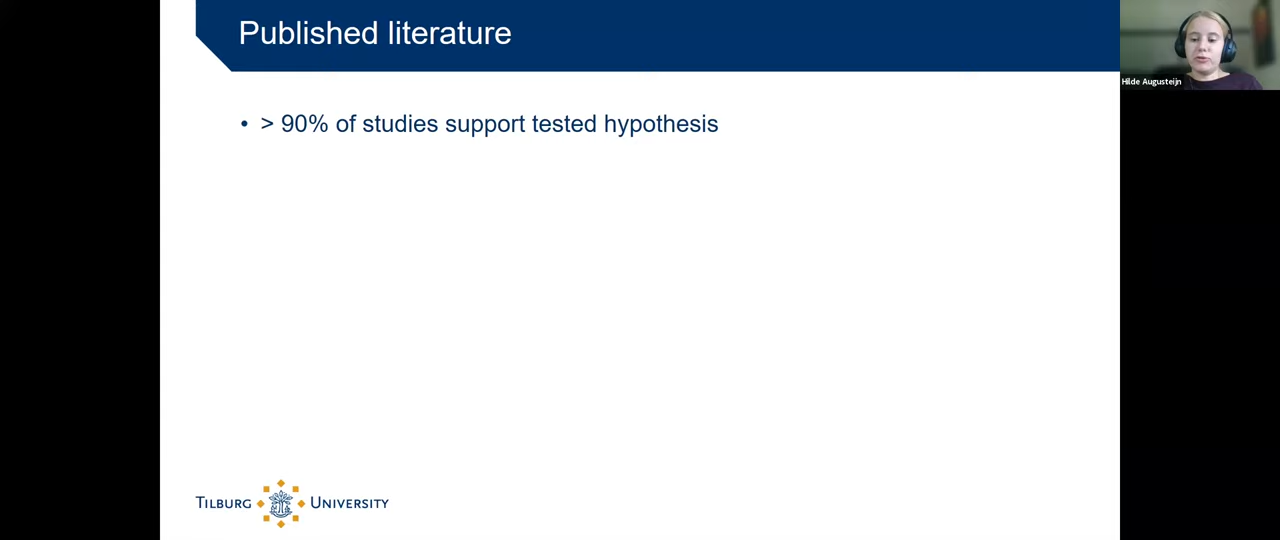 Published literature
Hilde Augusteijn
• > 90% of studies support tested hypothesis
TILBURG UNIVERSITY